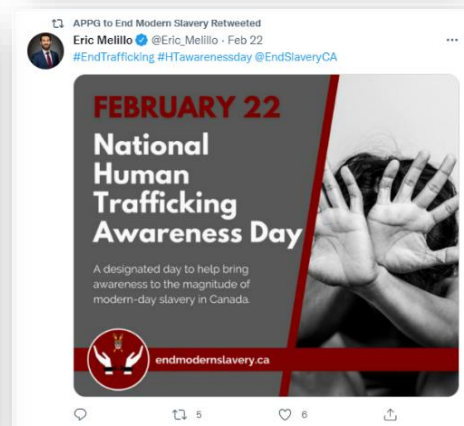 APPG to End Modern Slavery Retweeted
Eric Melillo @Eric_Melillo · Feb 22
#EndTrafficking #HTawarenessday @EndSlaveryCA
FEBRUARY 22
National
Human
Trafficking
Awareness Day
A designated day to help bring
awareness to the magnitude of
modern-day slavery in Canada.
endmodernslavery.ca
5 6